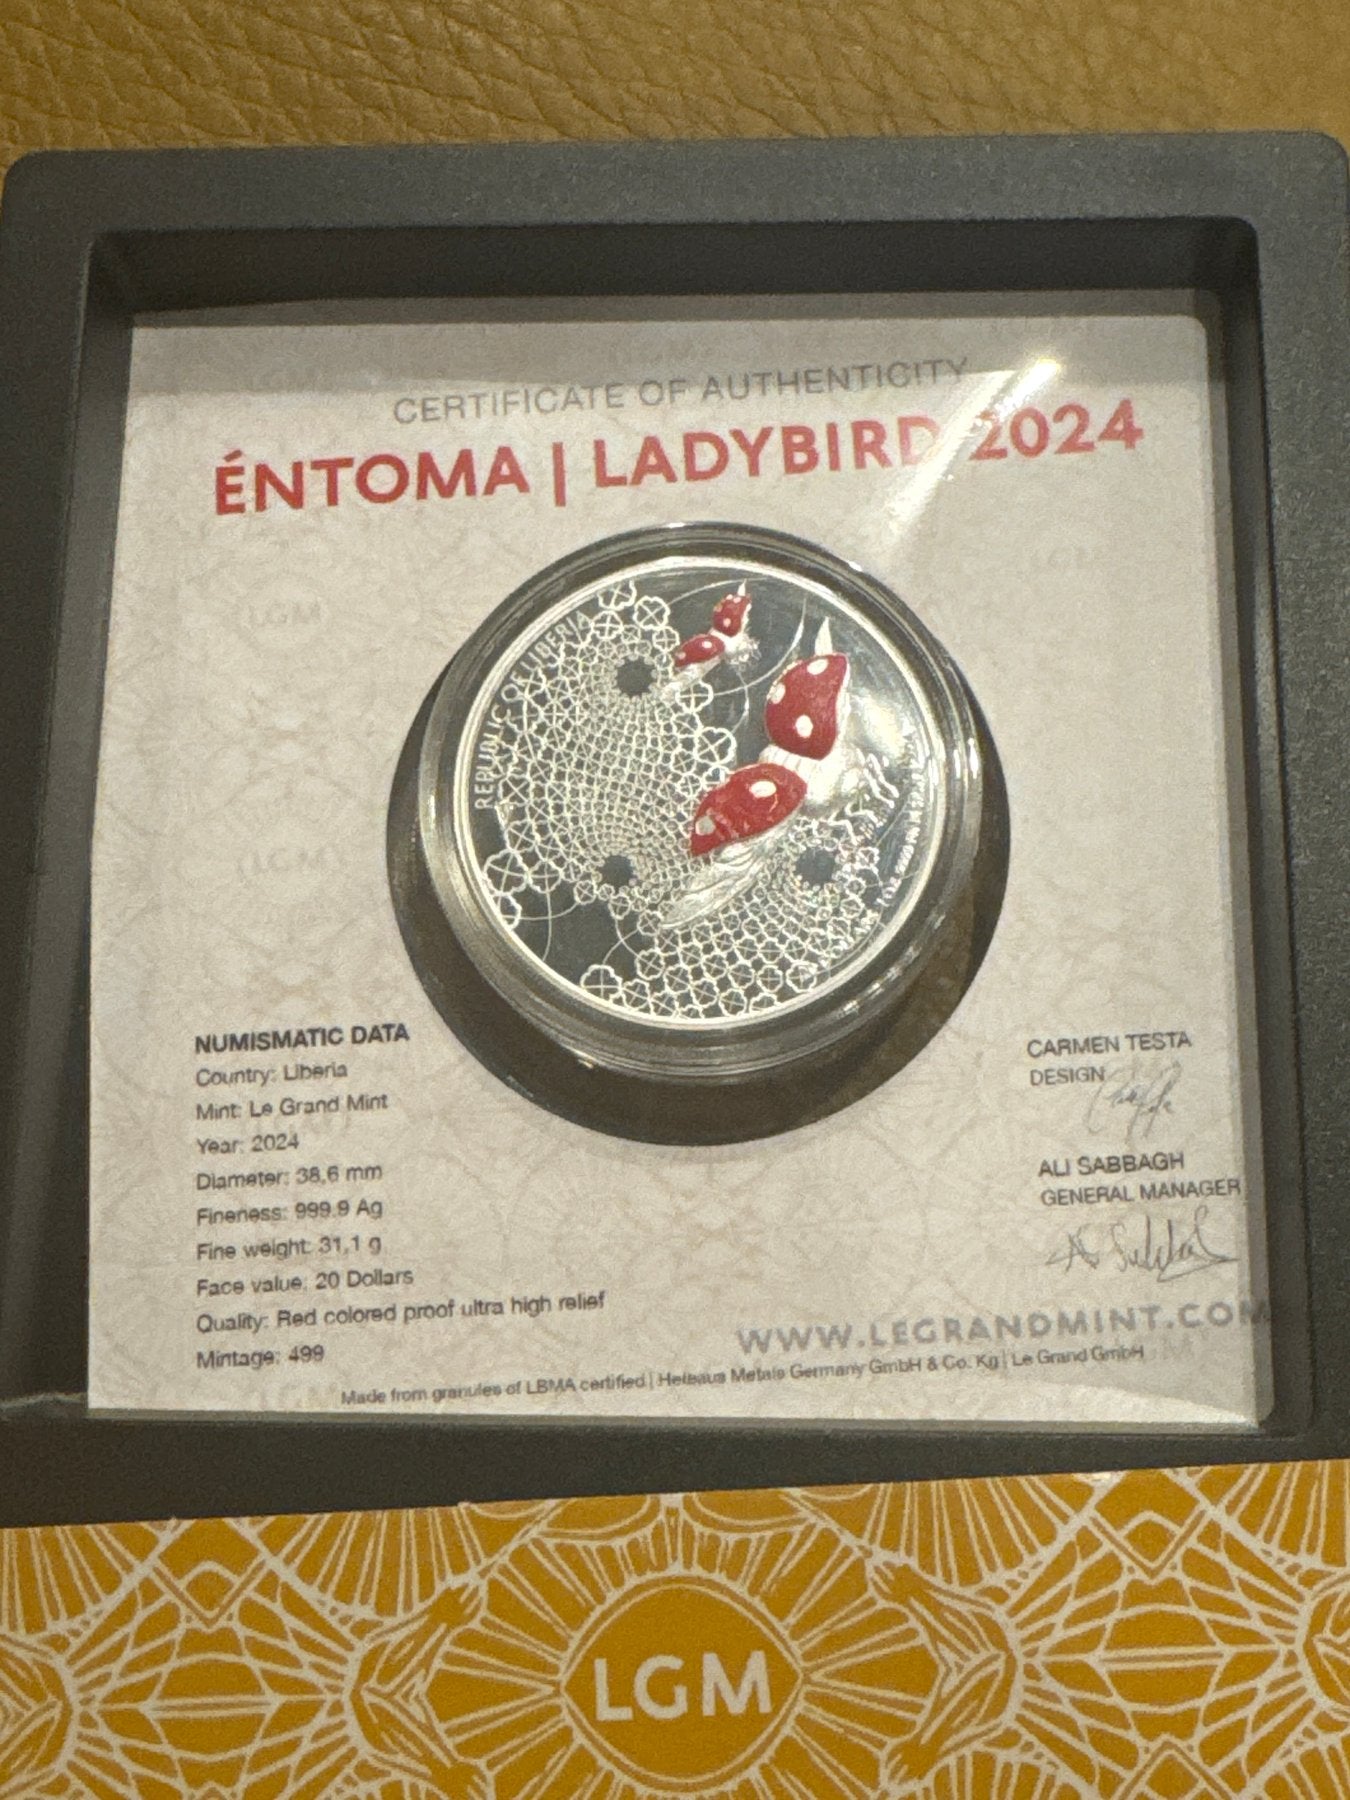 CERTIFICATE OF AUTHENTICITY
ÉNTOMA | LADYBIRD 2024
LGM
LGM
LGM
REPUBLIC OF LIBERIA
NUMISMATIC DATA
Country: Liberia
Mint: Le Grand Mint
Year: 2024
Diameter: 38,6 mm
Fineness: 999.9 Ag
Fine weight: 31,1 g
Face value: 20 Dollars
Quality: Red colored proof ultra high relief
Mintage: 499
CARMEN TESTA
DESIGN
ALI SABBAGH
GENERAL MANAGER
WWW.LEGRANDMINT.COM
Made from granules of LBMA certified | Heraeus Metals Germany GmbH & Co. Kg | Le Grand GmbH
LGM